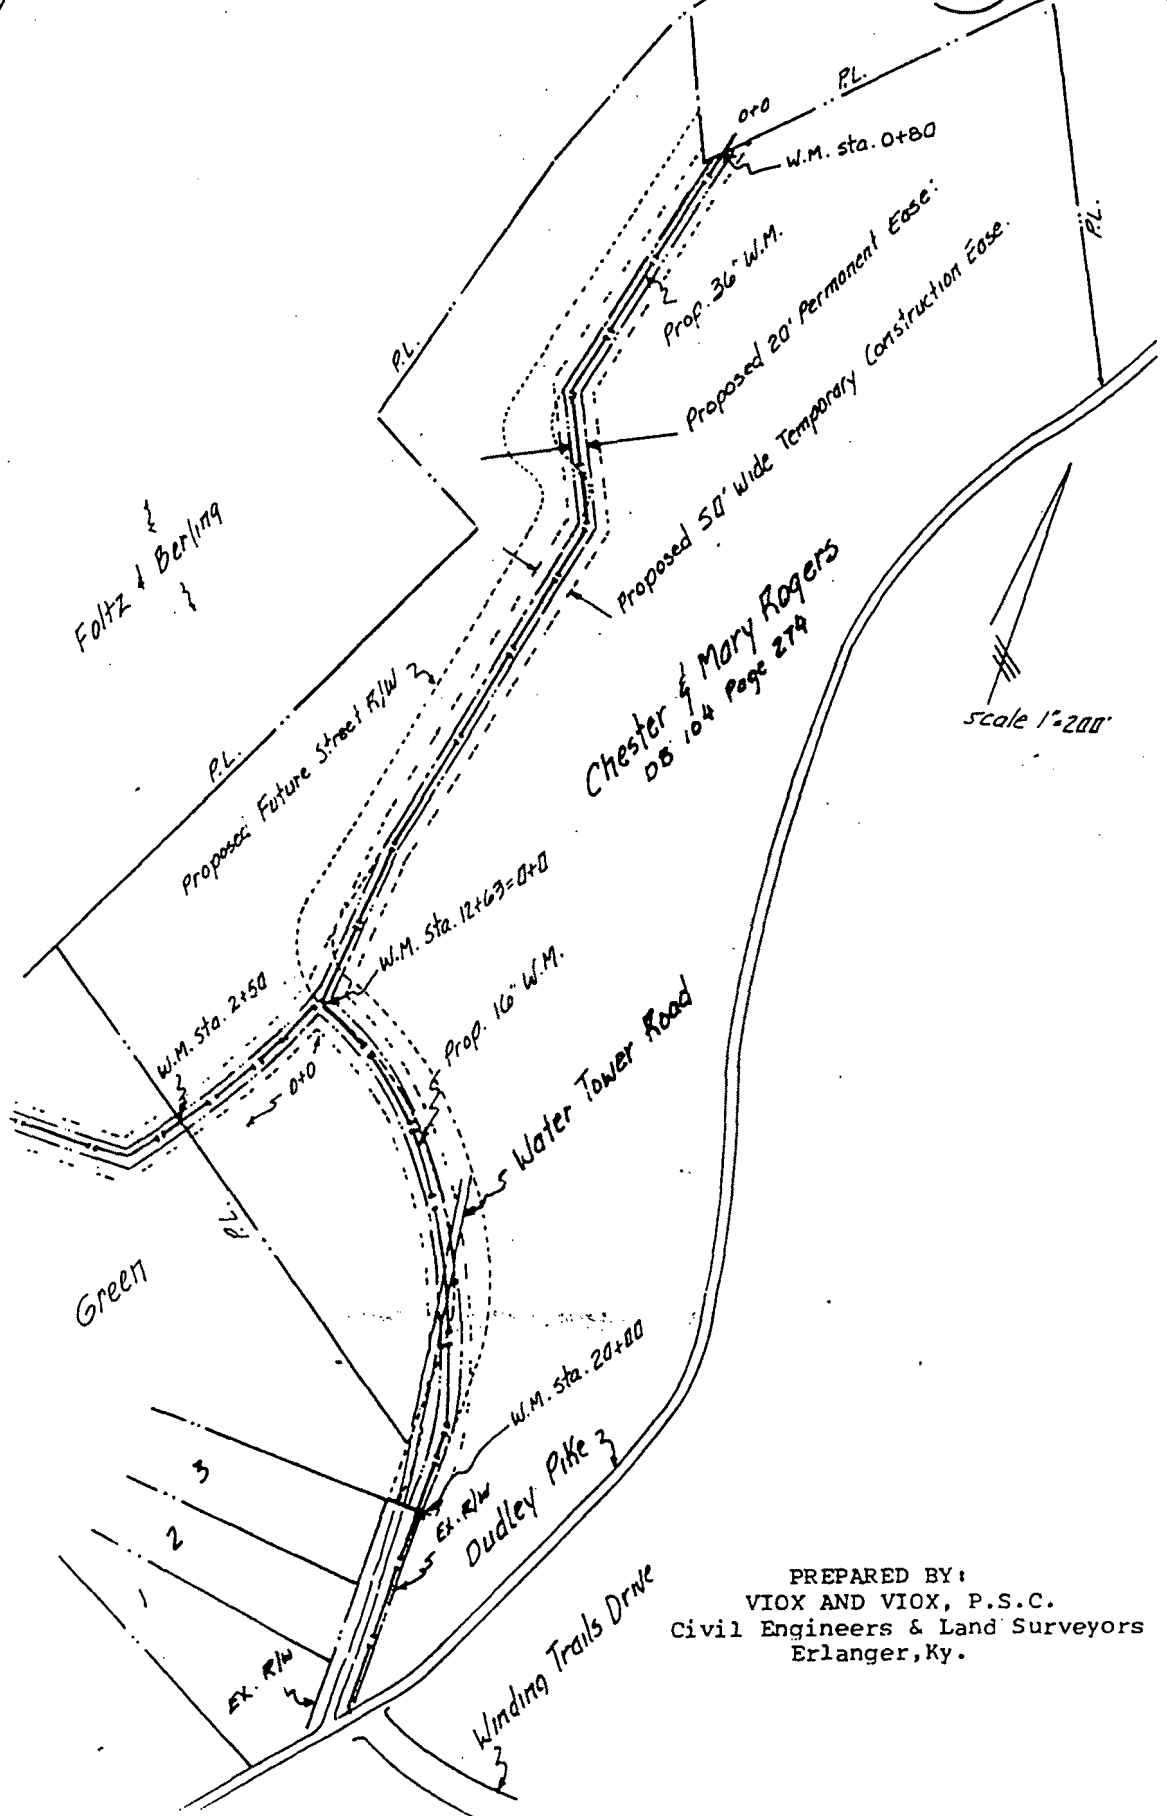 P.L.
0+0
W.M. sta. 0+80
P.L.
Prop. 36" W.M.
Proposed 20' Permanent Ease.
Proposed 50' Wide Temporary Construction Ease.
P.L.
Foltz & Berling
Chester & Mary Rogers
DB 104 Page 274
scale 1"=200'
Proposed Future Street R/W
P.L.
W.M. Sta. 12+63=0+0
W.M. Sta. 2+50
0+0
Prop. 16" W.M.
Water Tower Road
P.L.
Green
W.M. Sta. 20+00
3
2
1
Ex. R/W
Dudley Pike
Ex. R/W
Winding Trails Drive
PREPARED BY:
VIOX AND VIOX, P.S.C.
Civil Engineers & Land Surveyors
Erlanger,Ky.